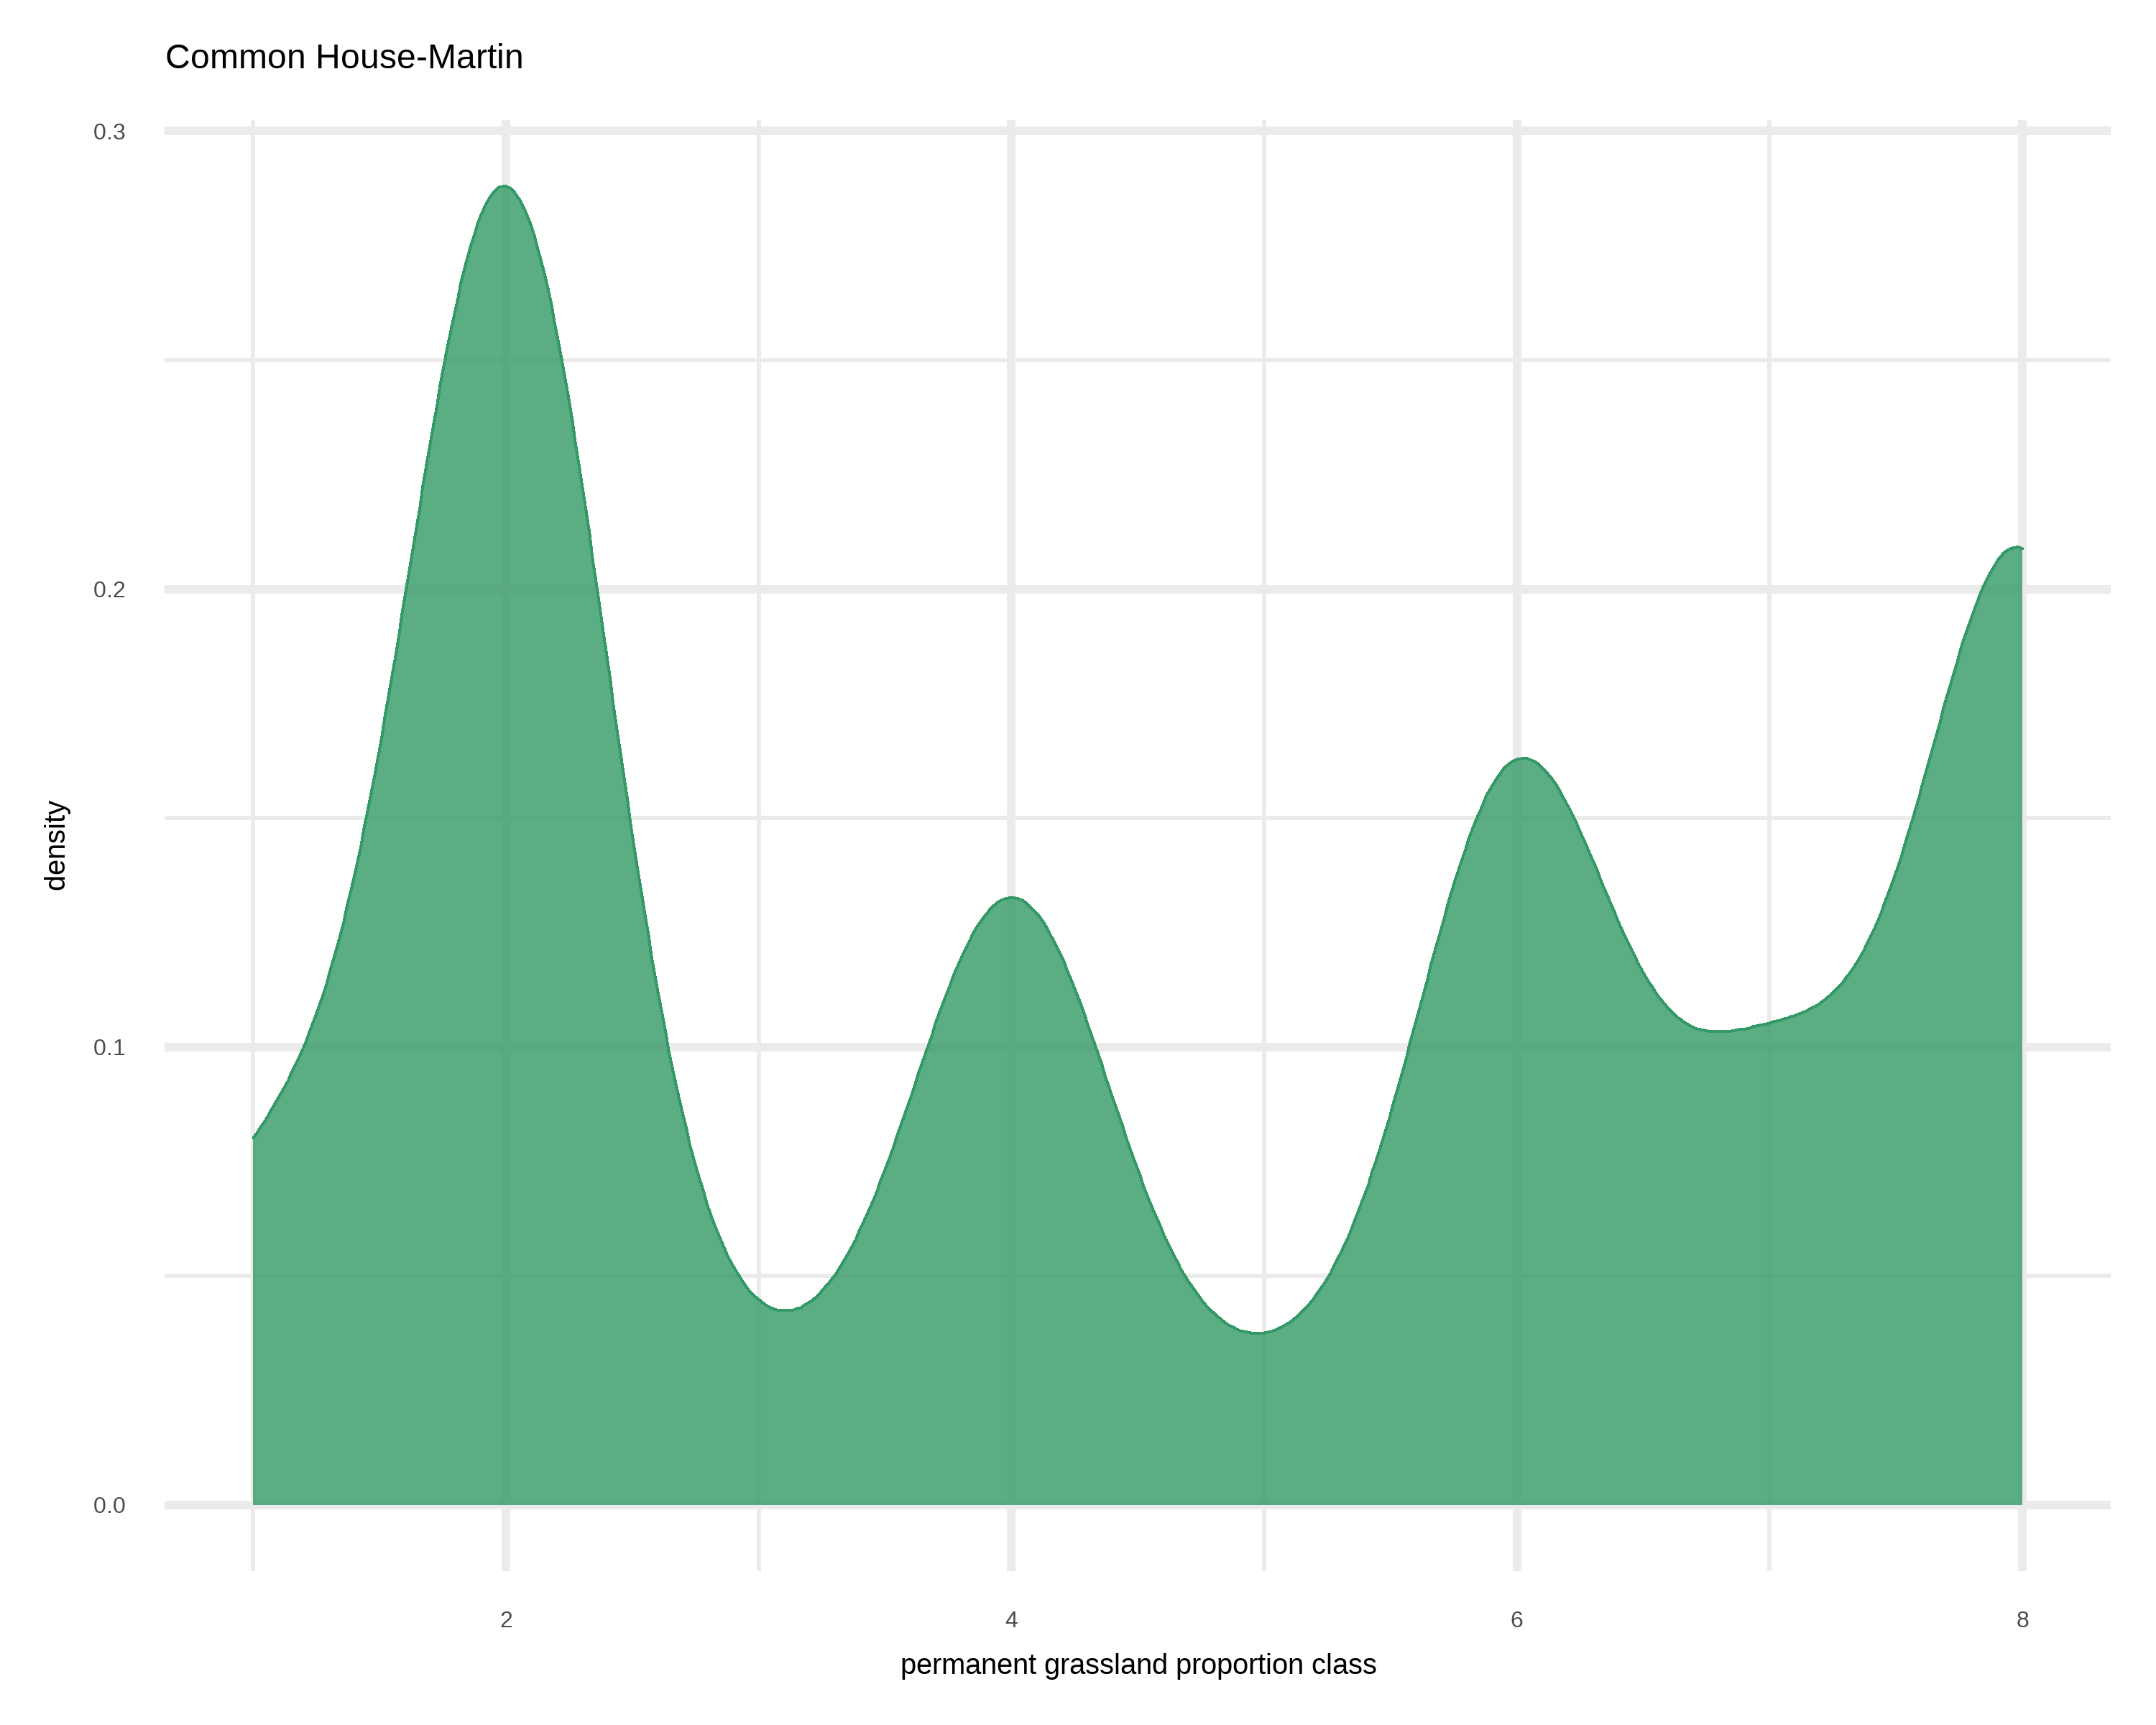 Common House-Martin
0.3
0.2
0.1
0.0
density
2 4 6 8
permanent grassland proportion class